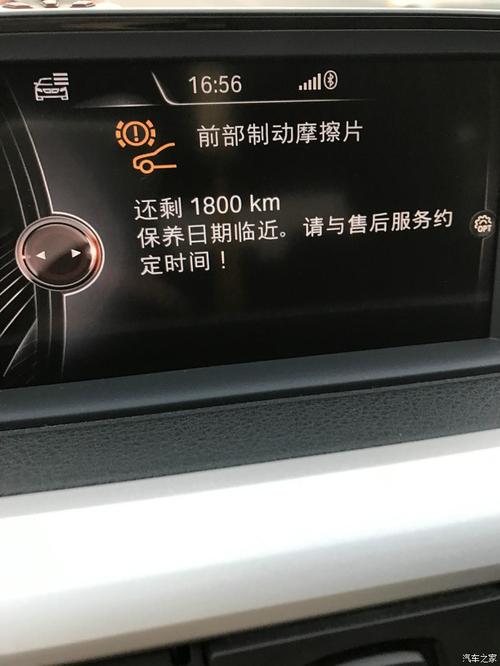 16:56
前部制动摩擦片
还剩 1800 km
保养日期临近。请与售后服务约
定时间！
OPT
汽车之家